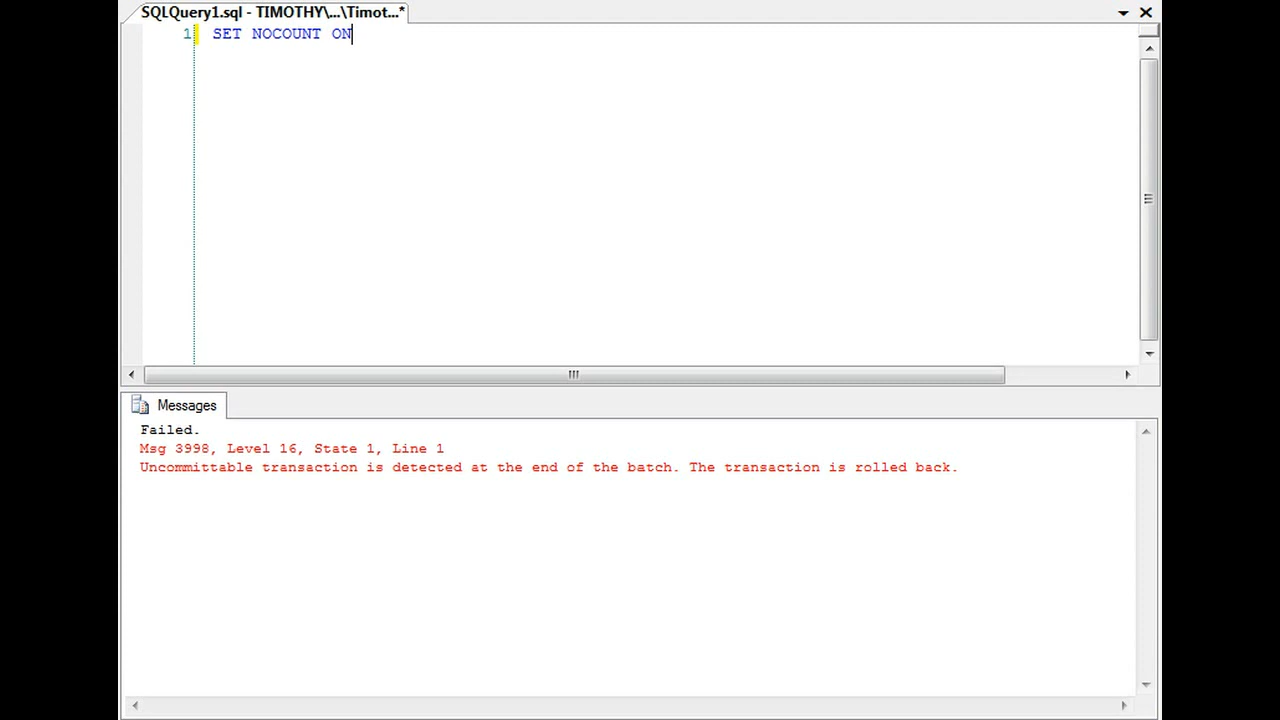 SQLQuery1.sql - TIMOTHY\...\Timot...*
1 SET NOCOUNT ON
Messages
Failed.
Msg 3998, Level 16, State 1, Line 1
Uncommittable transaction is detected at the end of the batch. The transaction is rolled back.